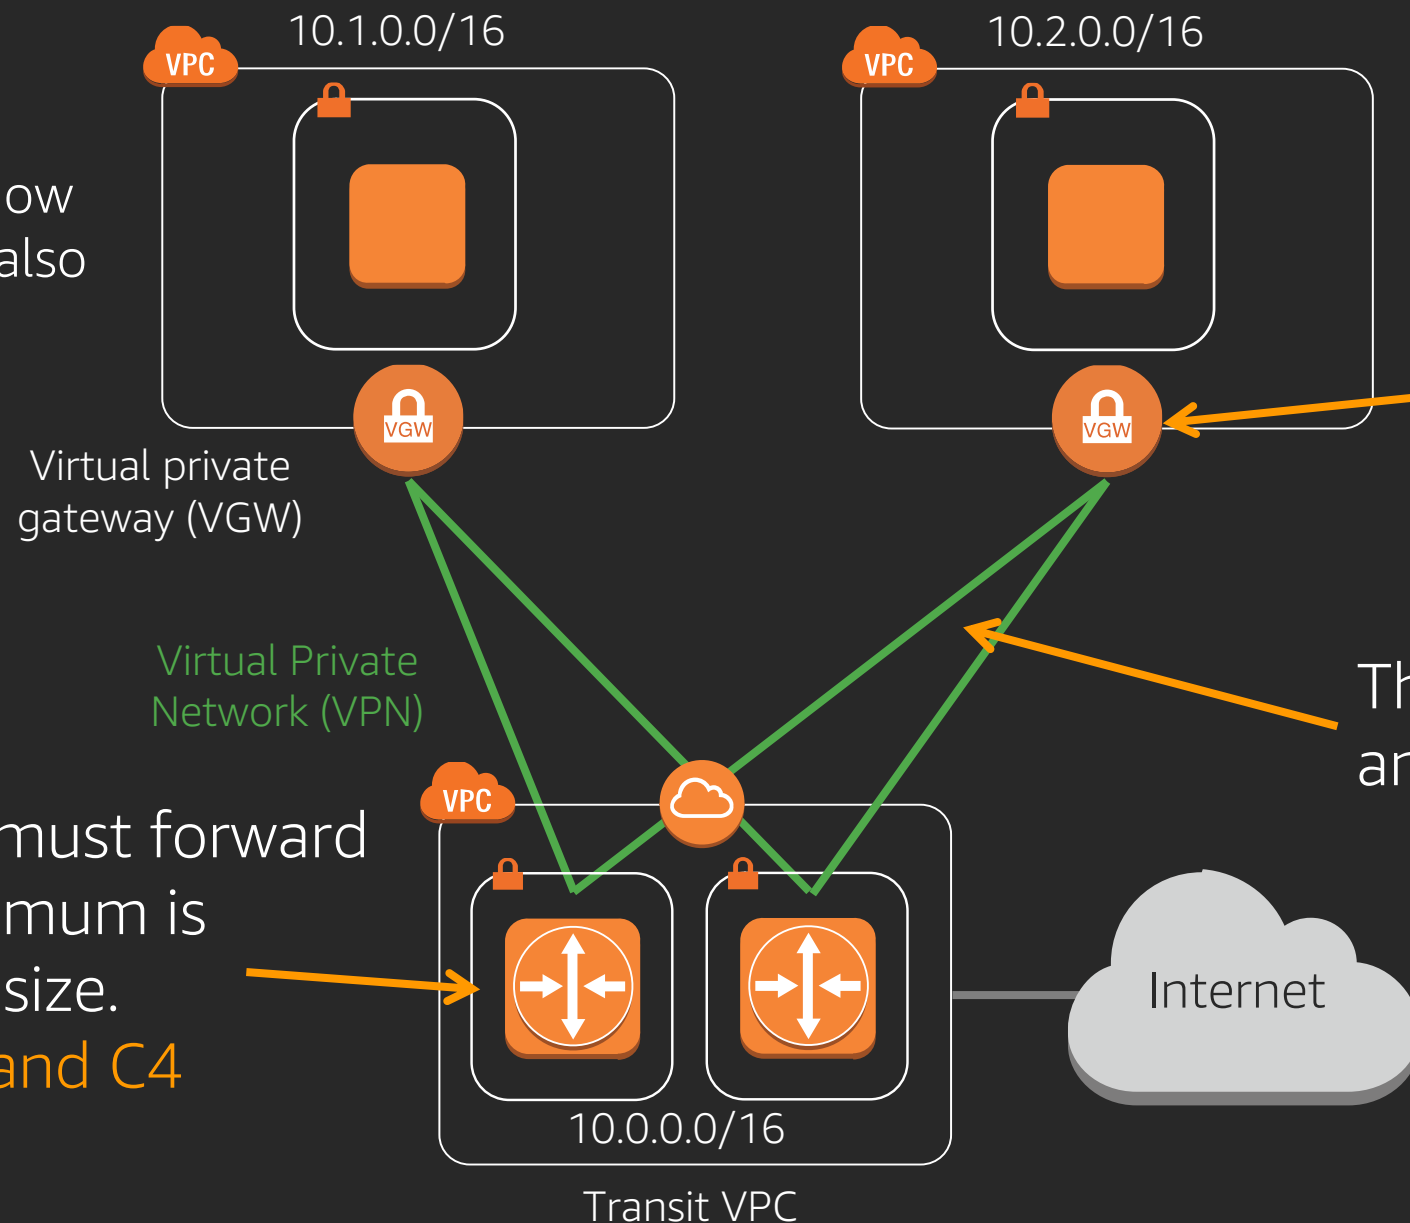 10.1.0.0/16
10.2.0.0/16
VPC
VPC
ow
also
VGW
VGW
Virtual private
gateway (VGW)
Virtual Private
Network (VPN)
Th
an
VPC
must forward
mum is
size.
and C4
Internet
10.0.0.0/16
Transit VPC